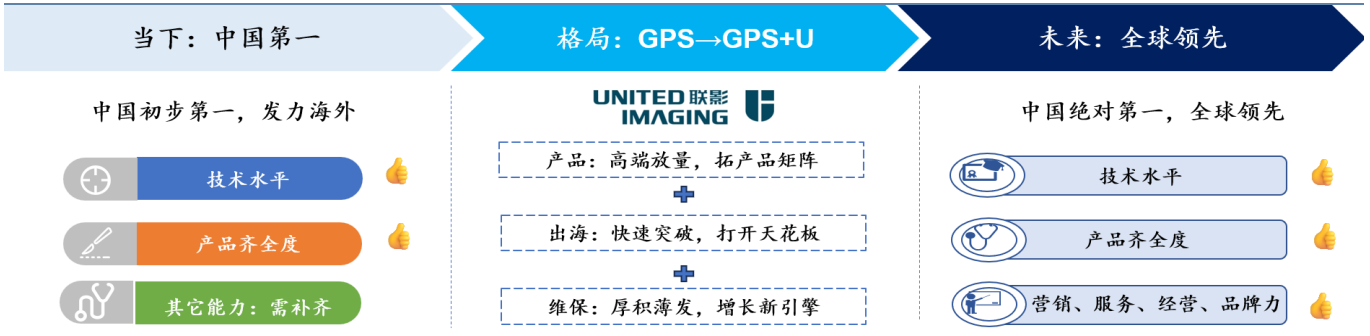 当下：中国第一
格局：GPS→GPS+U
未来：全球领先
中国初步第一，发力海外
技术水平
产品齐全度
其它能力：需补齐
UNITED 联影
IMAGING
产品：高端放量，拓产品矩阵
出海：快速突破，打开天花板
维保：厚积薄发，增长新引擎
中国绝对第一，全球领先
技术水平
产品齐全度
营销、服务、经营、品牌力